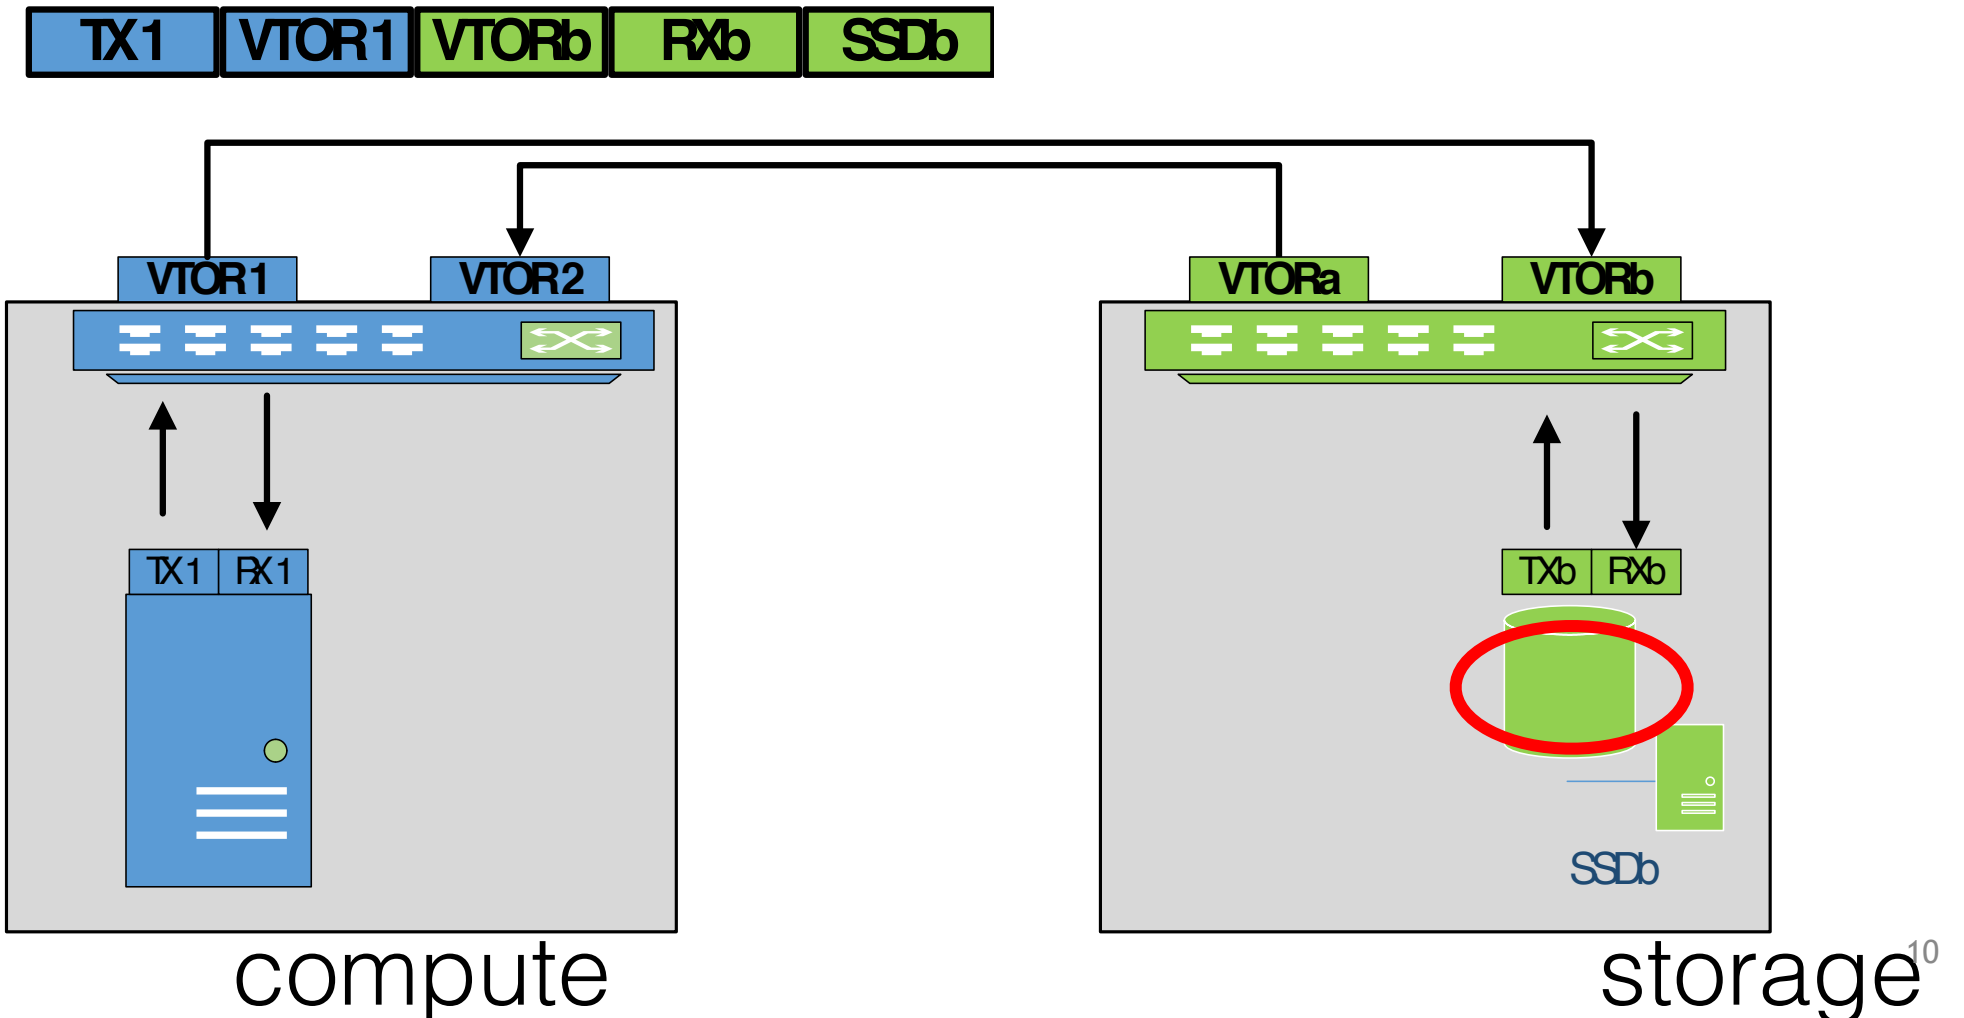 TX1 VTOR1 VTORb RXb SSDb
VTOR1 VTOR2 VTORa VTORb
TX1 RX1 TXb RXb
SSDb
compute storage
10